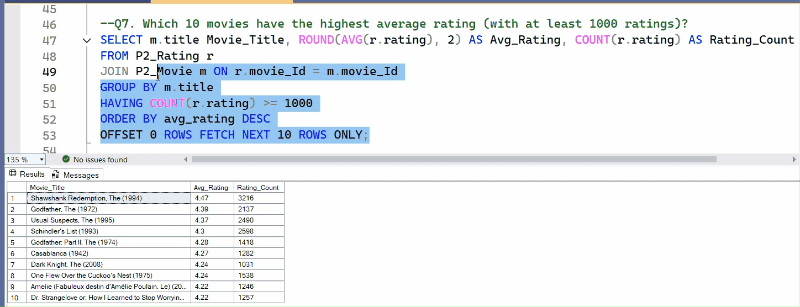 45
46 --Q7. Which 10 movies have the highest average rating (with at least 1000 ratings)?
47 SELECT m.title Movie_Title, ROUND(AVG(r.rating), 2) AS Avg_Rating, COUNT(r.rating) AS Rating_Count
48 FROM P2_Rating r
49 JOIN P2_Movie m ON r.movie_Id = m.movie_Id
50 GROUP BY m.title
51 HAVING COUNT(r.rating) >= 1000
52 ORDER BY avg_rating DESC
53 OFFSET 0 ROWS FETCH NEXT 10 ROWS ONLY;
54
135 % No issues found
Results Messages
Movie_Title Avg_Rating Rating_Count
1 Shawshank Redemption, The (1994) 4.47 3216
2 Godfather, The (1972) 4.39 2137
3 Usual Suspects, The (1995) 4.37 2490
4 Schindler's List (1993) 4.3 2598
5 Godfather: Part II, The (1974) 4.28 1418
6 Casablanca (1942) 4.27 1282
7 Dark Knight, The (2008) 4.24 1031
8 One Flew Over the Cuckoo's Nest (1975) 4.24 1538
9 Amelie (Fabuleux destin d'Amélie Poulain, Le) (20... 4.22 1246
10 Dr. Strangelove or: How I Learned to Stop Worryin... 4.22 1257